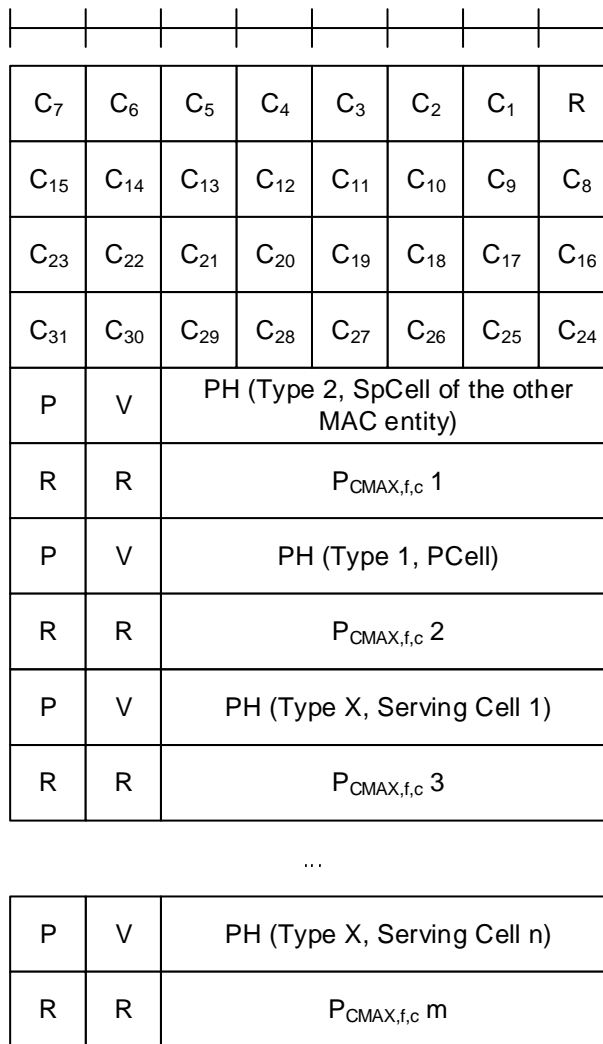 C7 C6 C5 C4 C3 C2 C1 R
C15 C14 C13 C12 C11 C10 C9 C8
C23 C22 C21 C20 C19 C18 C17 C16
C31 C30 C29 C28 C27 C26 C25 C24
P V PH (Type 2, SpCell of the other
MAC entity)
R R PCMAX,f,c 1
P V PH (Type 1, PCell)
R R PCMAX,f,c 2
P V PH (Type X, Serving Cell 1)
R R PCMAX,f,c 3
...
P V PH (Type X, Serving Cell n)
R R PCMAX,f,c m